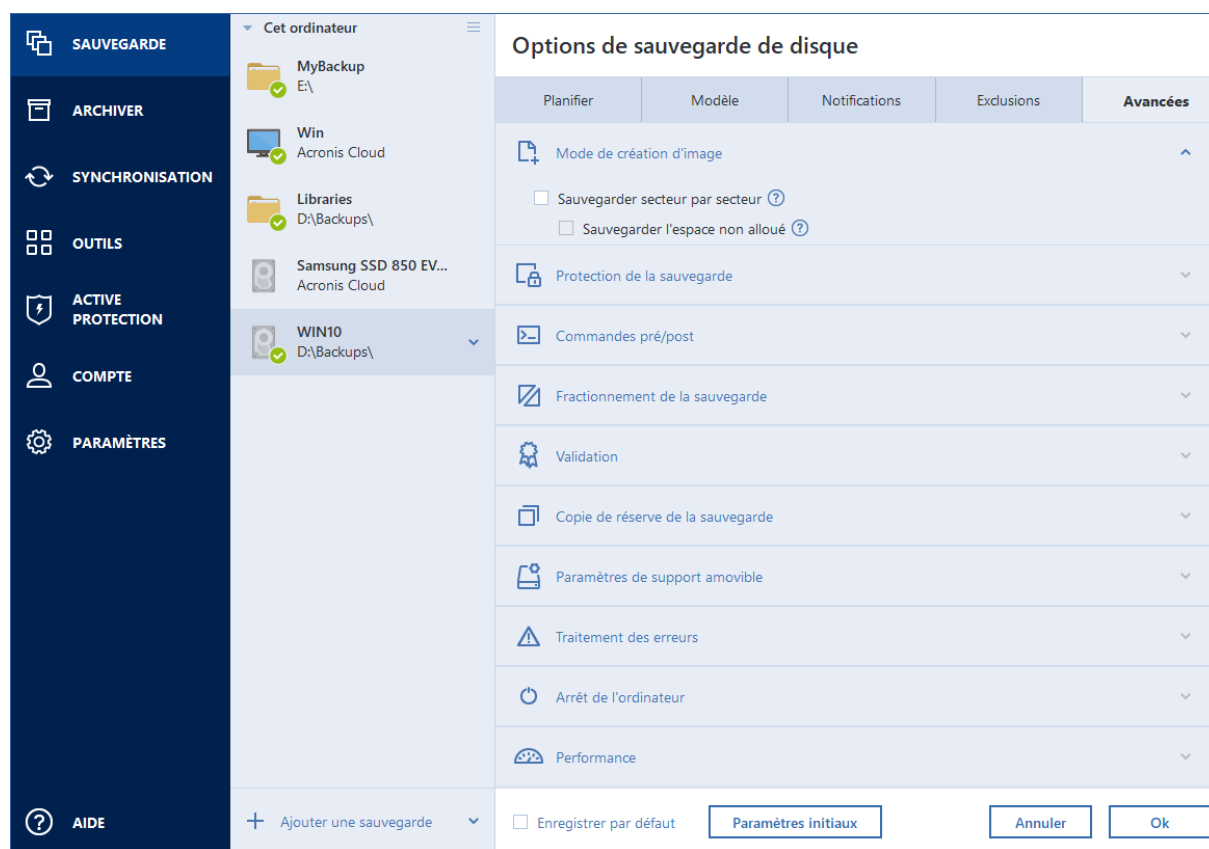 SAUVEGARDE
ARCHIVER
SYNCHRONISATION
OUTILS
ACTIVE
PROTECTION
COMPTE
PARAMÈTRES
AIDE
Cet ordinateur
MyBackup
E:\
Win
Acronis Cloud
Libraries
D:\Backups\
Samsung SSD 850 EV...
Acronis Cloud
WIN10
D:\Backups\
Ajouter une sauvegarde
Options de sauvegarde de disque
Planifier Modèle Notifications Exclusions Avancées
Mode de création d'image
Sauvegarder secteur par secteur ?
Sauvegarder l'espace non alloué ?
Protection de la sauvegarde
Commandes pré/post
Fractionnement de la sauvegarde
Validation
Copie de réserve de la sauvegarde
Paramètres de support amovible
Traitement des erreurs
Arrêt de l'ordinateur
Performance
Enregistrer par défaut Paramètres initiaux Annuler Ok